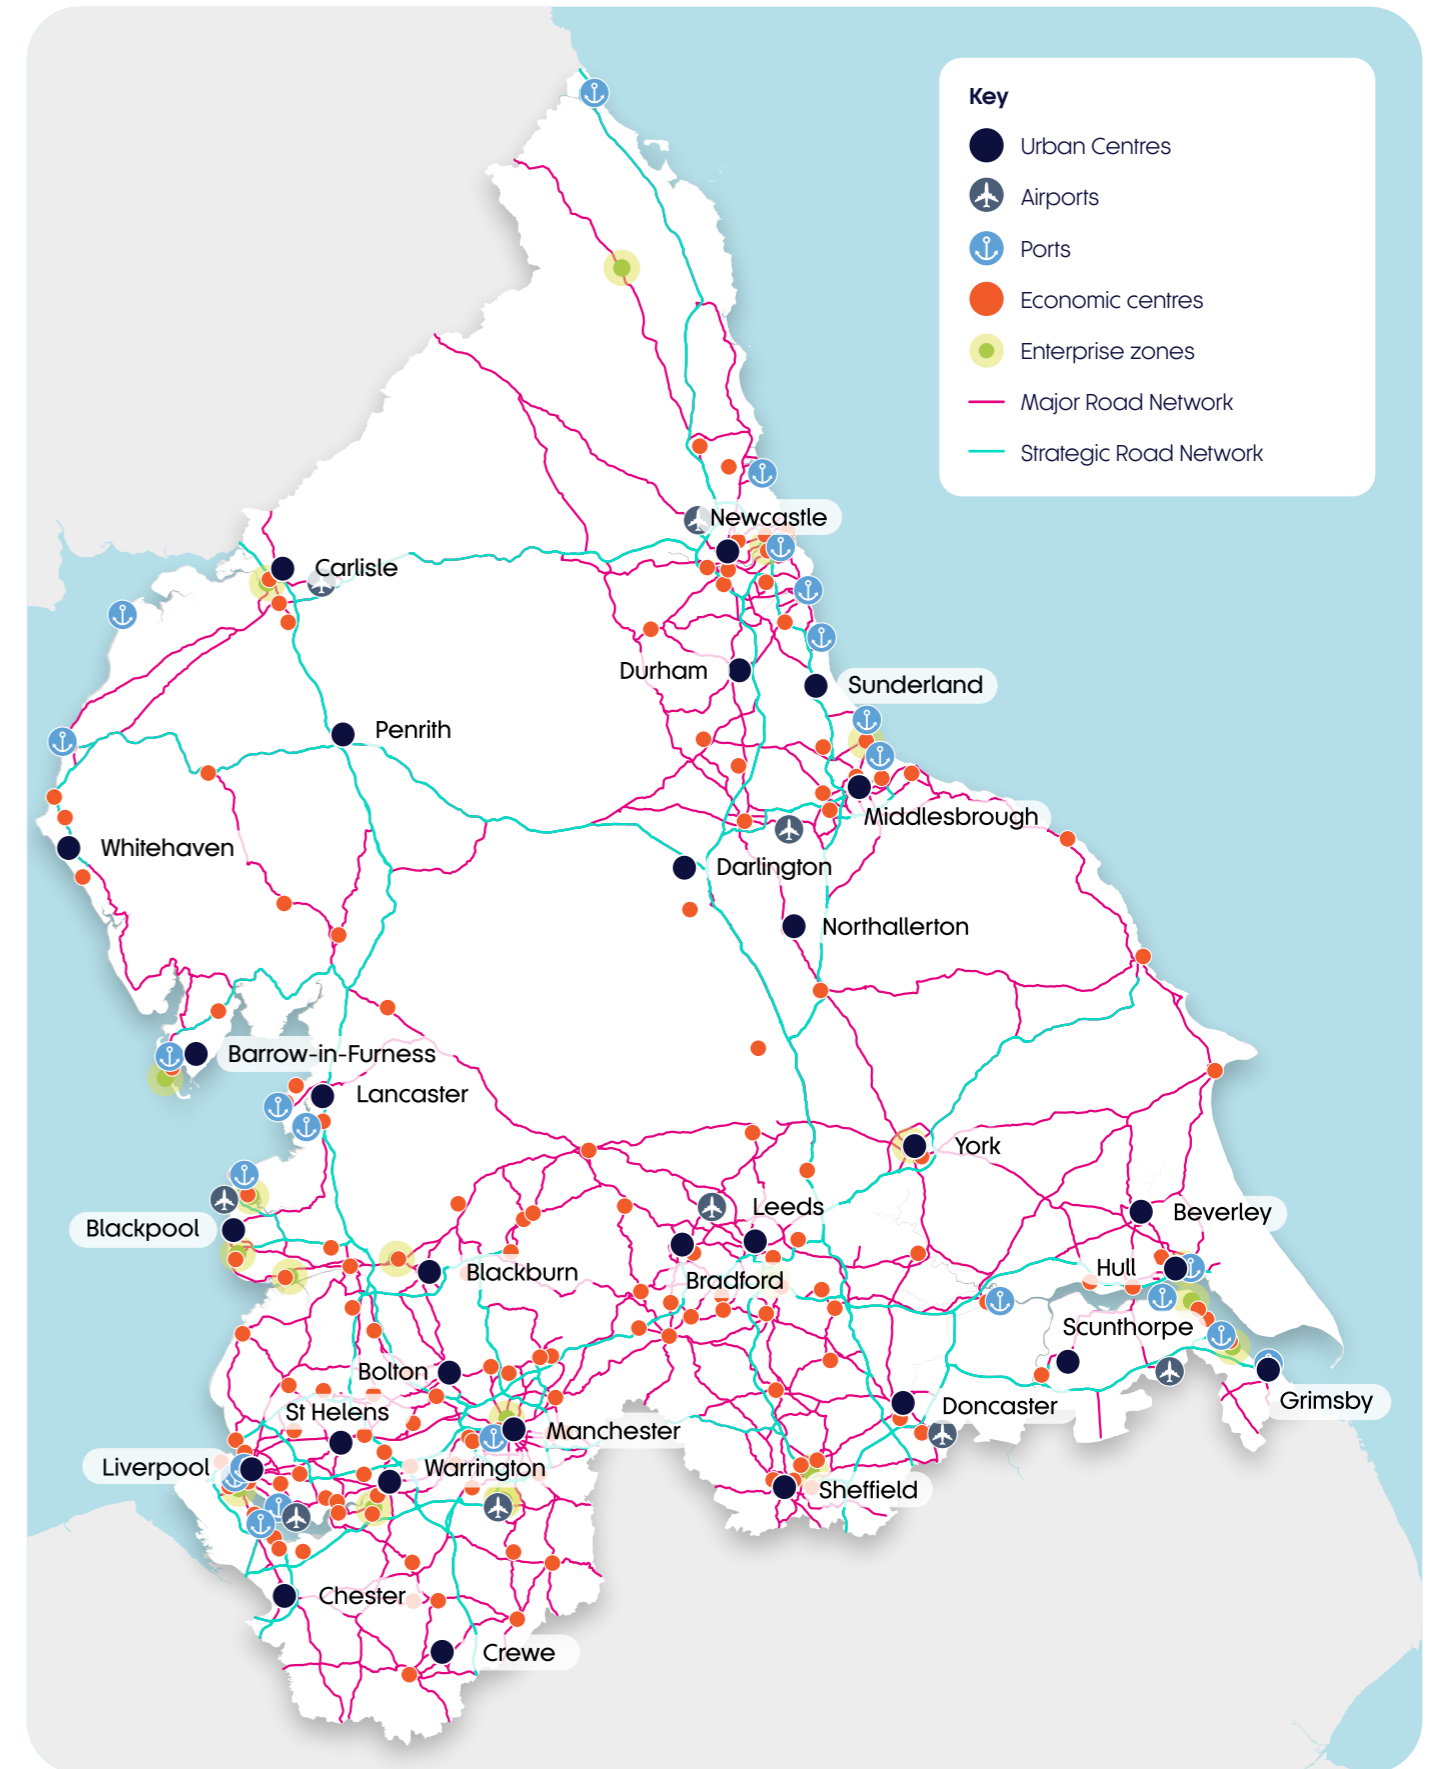 Key
Urban Centres
Airports
Ports
Economic centres
Enterprise zones
Major Road Network
Strategic Road Network
Newcastle
Carlisle
Durham
Sunderland
Penrith
Middlesbrough
Whitehaven
Darlington
Northallerton
Barrow-in-Furness
Lancaster
York
Leeds
Beverley
Blackpool
Hull
Blackburn
Bradford
Scunthorpe
Bolton
Grimsby
Doncaster
St Helens
Manchester
Liverpool
Warrington
Sheffield
Chester
Crewe